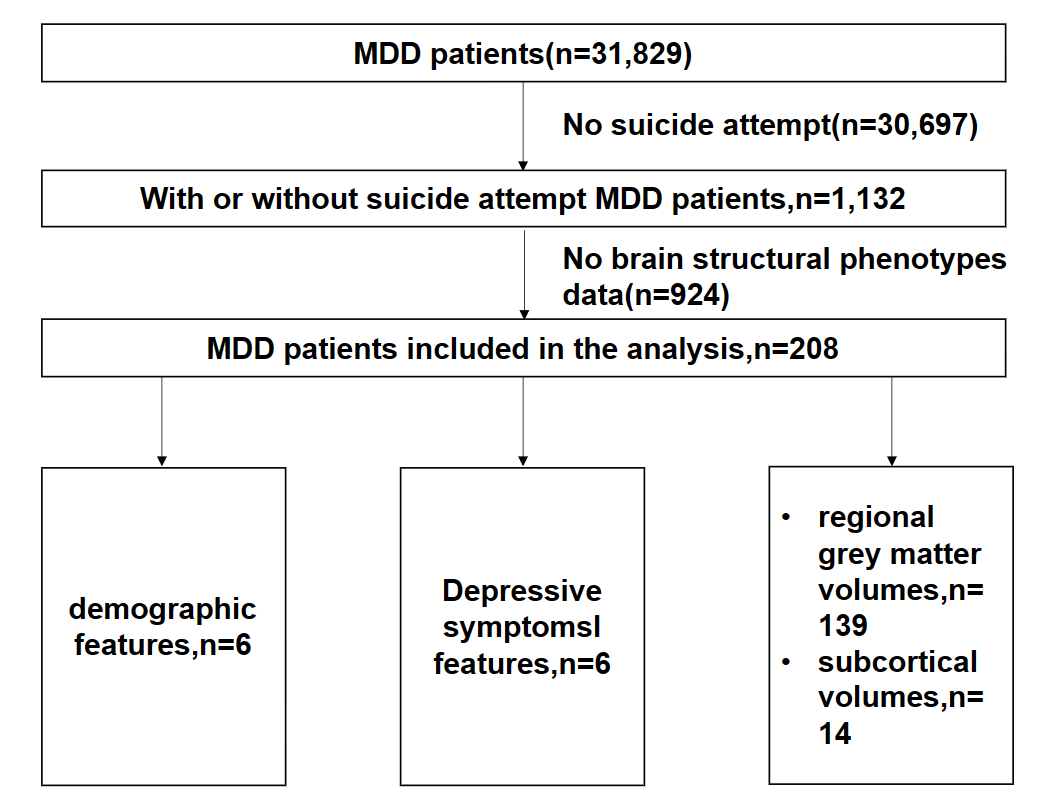 MDD patients(n=31,829)
No suicide attempt(n=30,697)
With or without suicide attempt MDD patients,n=1,132
No brain structural phenotypes
data(n=924)
MDD patients included in the analysis,n=208
demographic
features,n=6
Depressive
symptomsl
features,n=6
• regional
grey matter
volumes,n=
139
• subcortical
volumes,n=
14